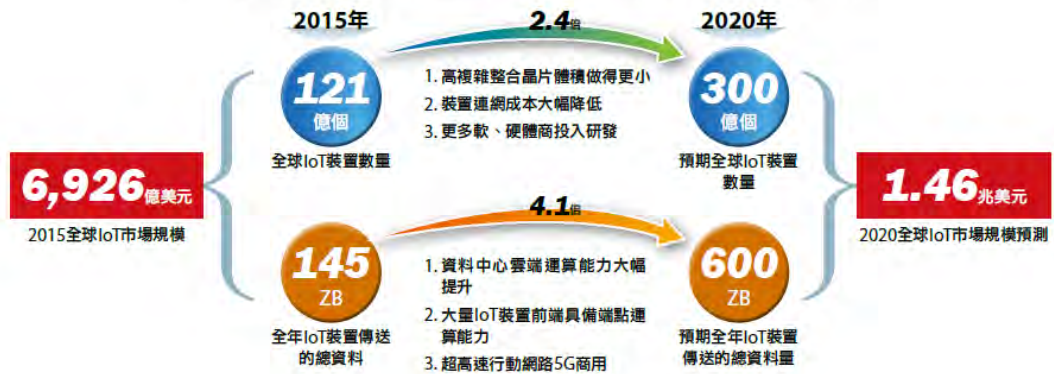 2015年
2.4倍
2020年
121
億個
全球IoT裝置數量
1. 高複雜整合晶片體積做得更小
2. 裝置連網成本大幅降低
3. 更多軟、硬體商投入研發
300
億個
預期全球IoT裝置
數量
6,926億美元
2015全球IoT市場規模
1.46兆美元
2020全球IoT市場規模預測
145
ZB
全年IoT裝置傳送
的總資料
4.1倍
1. 資料中心雲端運算能力大幅
提升
2. 大量IoT裝置前端具備端點運
算能力
3. 超高速行動網路5G商用
600
ZB
預期全年IoT裝置
傳送的總資料量